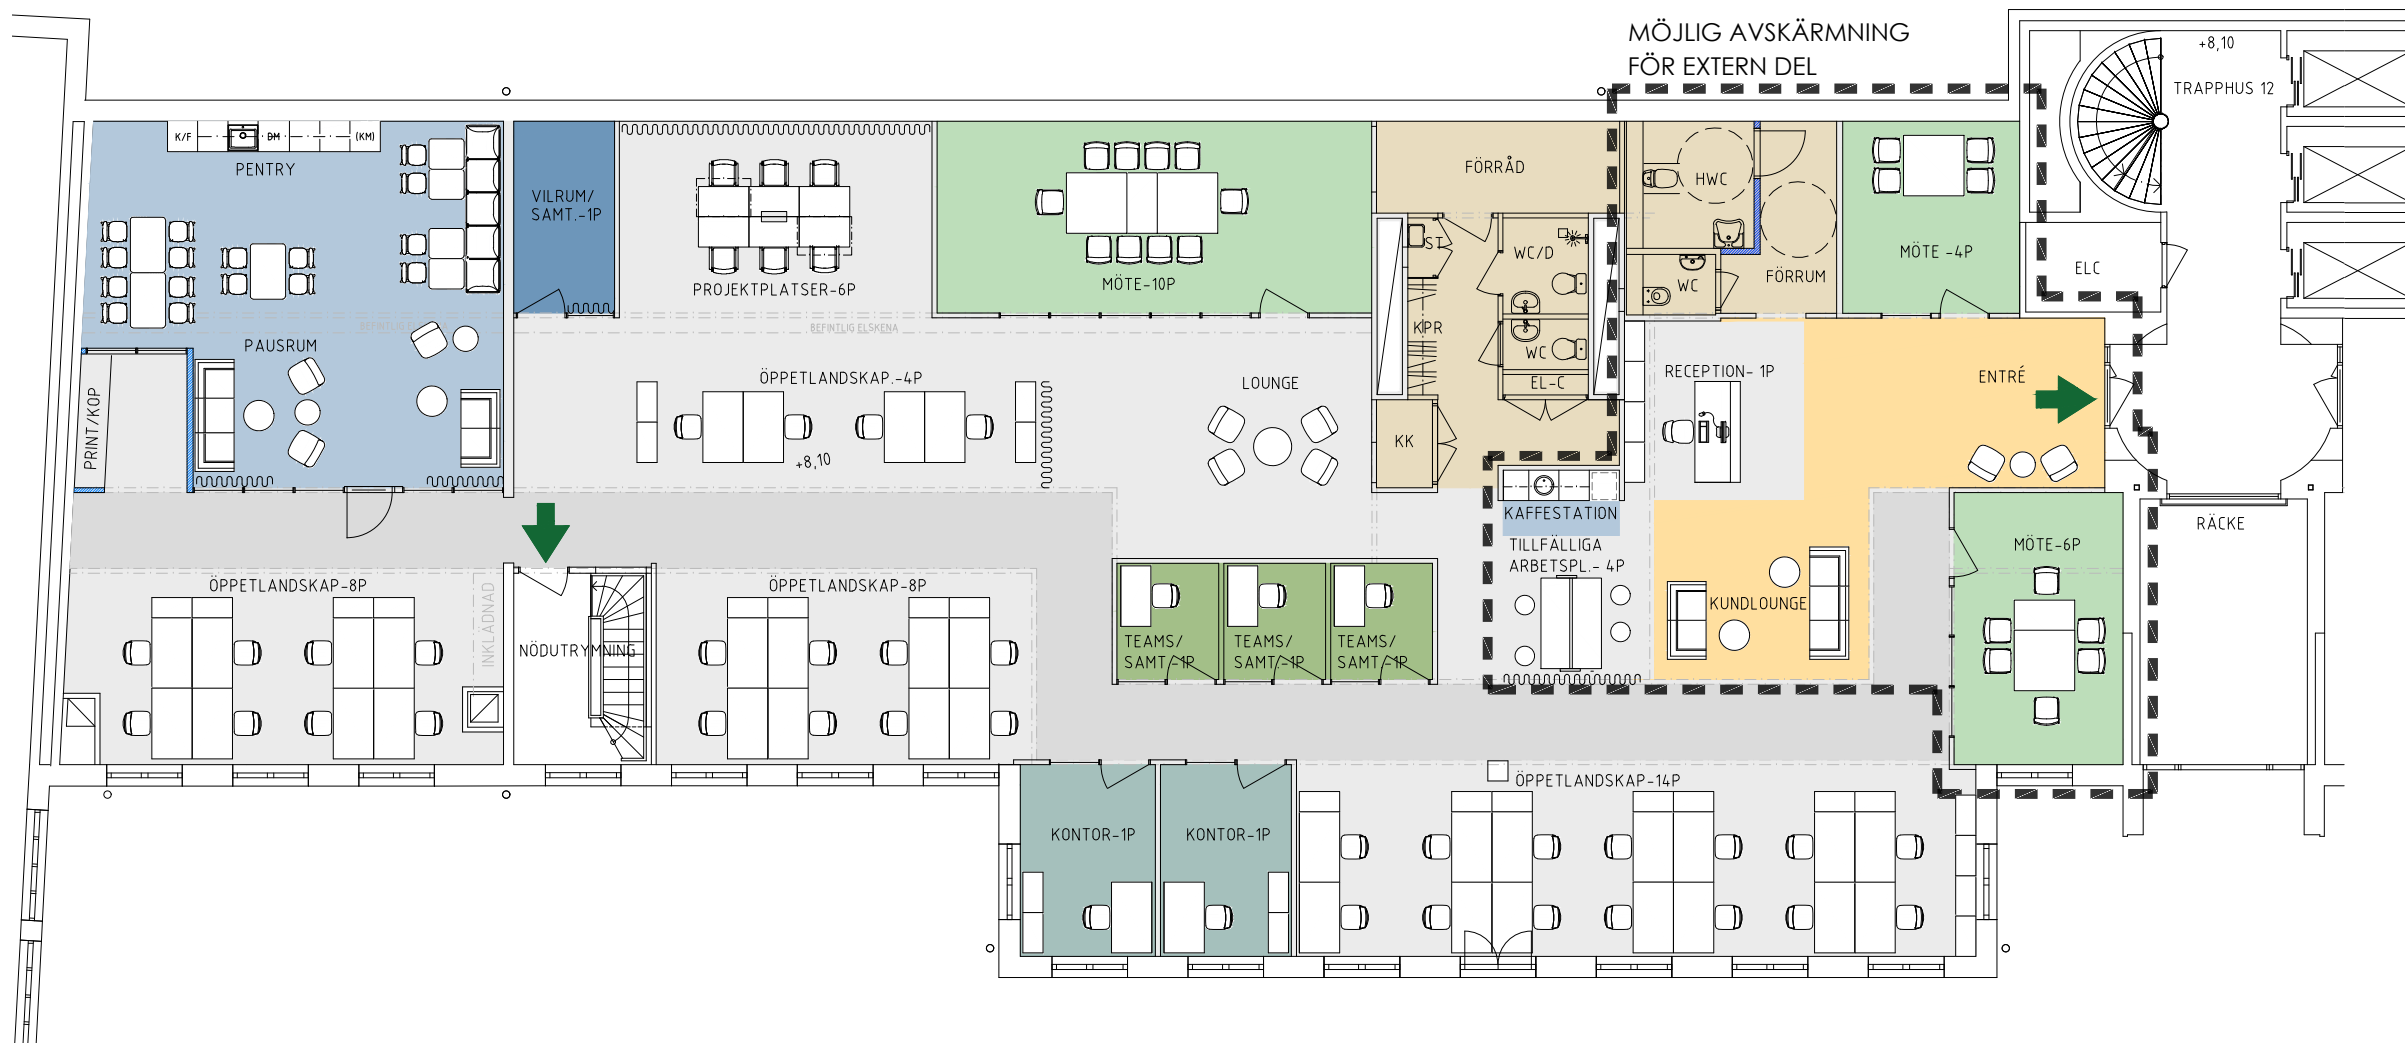 MÖJLIG AVSKÄRMNING
FÖR EXTERN DEL
+8,10
TRAPPHUS 12
K/F
DM
(KM)
PENTRY
VILRUM/
SAMT.-1P
PROJEKTPLATSER-6P
MÖTE-10P
FÖRRÅD
HWC
ST
WC/D
WC
FÖRRUM
MÖTE -4P
ELC
BEFINTLIG ELSKENA
BEFINTLIG ELSKENA
KPR
WC
EL-C
PAUSRUM
PRINT/KOP
ÖPPETLANDSKAP.-4P
+8,10
LOUNGE
KK
RECEPTION- 1P
ENTRÉ
KAFFESTATION
TILLFÄLLIGA
ARBETSPL.- 4P
RÄCKE
MÖTE-6P
ÖPPETLANDSKAP-8P
INKLÄDNAD
NÖDUTRYMNING
ÖPPETLANDSKAP-8P
TEAMS/
SAMT.-1P
TEAMS/
SAMT.-1P
TEAMS/
SAMT.-1P
KUNDLOUNGE
ÖPPETLANDSKAP-14P
KONTOR-1P
KONTOR-1P